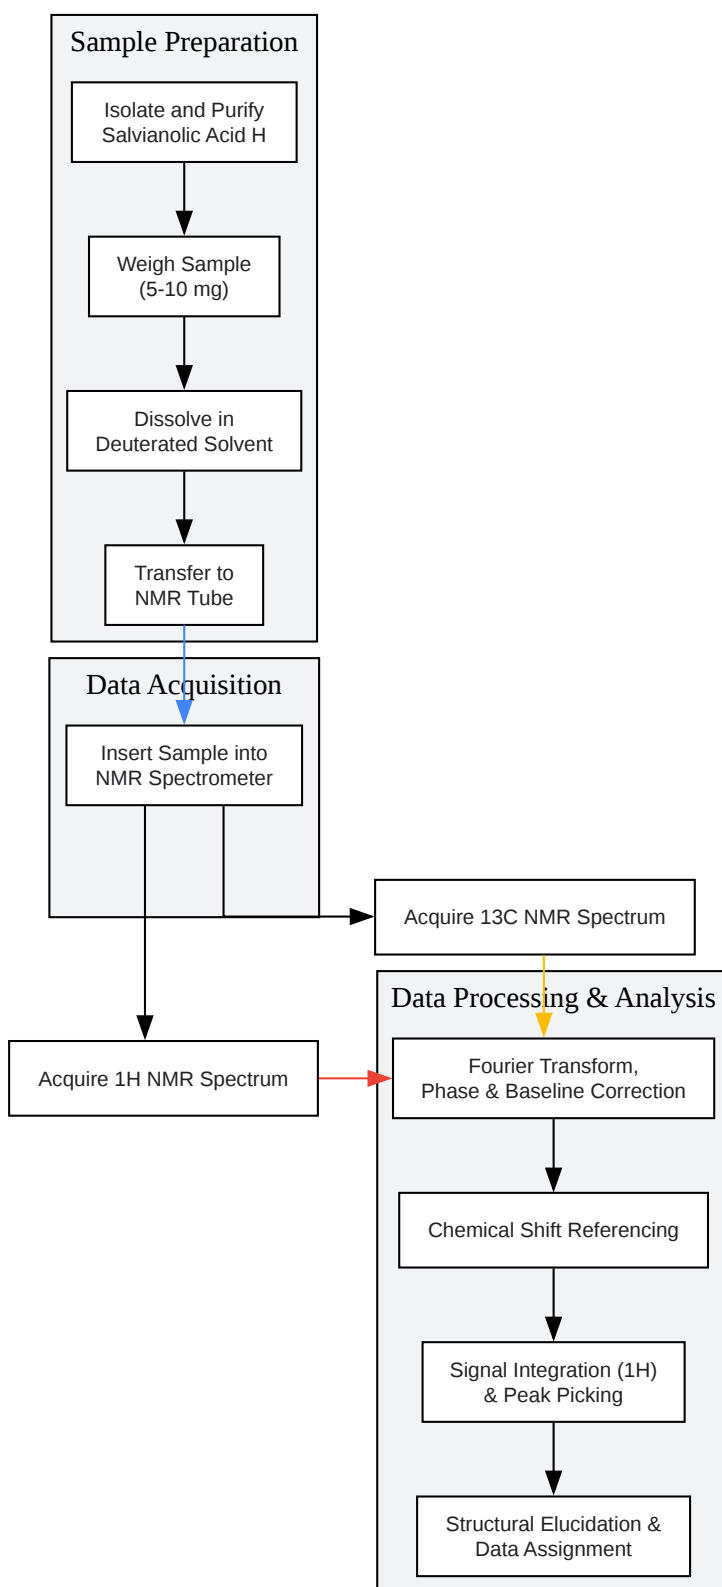 Sample Preparation
Isolate and Purify
Salvianolic Acid H
Weigh Sample
(5-10 mg)
Dissolve in
Deuterated Solvent
Transfer to
NMR Tube
Data Acquisition
Insert Sample into
NMR Spectrometer
Acquire 13C NMR Spectrum
Data Processing & Analysis
Acquire 1H NMR Spectrum
Fourier Transform,
Phase & Baseline Correction
Chemical Shift Referencing
Signal Integration (1H)
& Peak Picking
Structural Elucidation &
Data Assignment